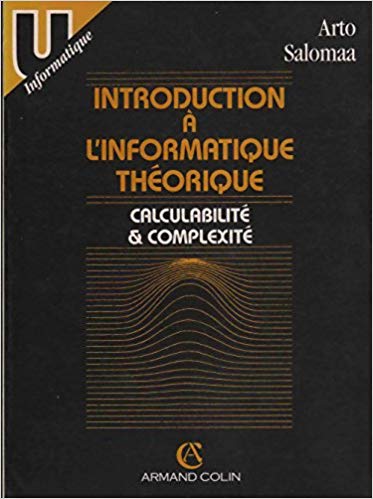 U
Informatique
Arto
Salomaa
INTRODUCTION
À
L'INFORMATIQUE
THÉORIQUE
CALCULABILITÉ
& COMPLEXITÉ
AC
ARMAND COLIN